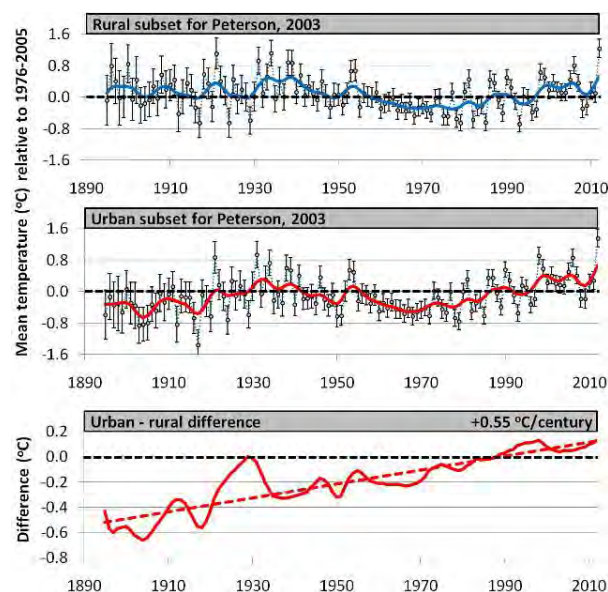 Rural subset for Peterson, 2003
1.6
0.8
0.0
-0.8
-1.6
1890 1910 1930 1950 1970 1990 2010
Mean temperature (°C) relative to 1976-2005
Urban subset for Peterson, 2003
1.6
0.8
0.0
-0.8
-1.6
1890 1910 1930 1950 1970 1990 2010
Urban - rural difference +0.55 °C/century
0.2
0.0
-0.2
-0.4
-0.6
-0.8
Difference (°C)
1890 1910 1930 1950 1970 1990 2010